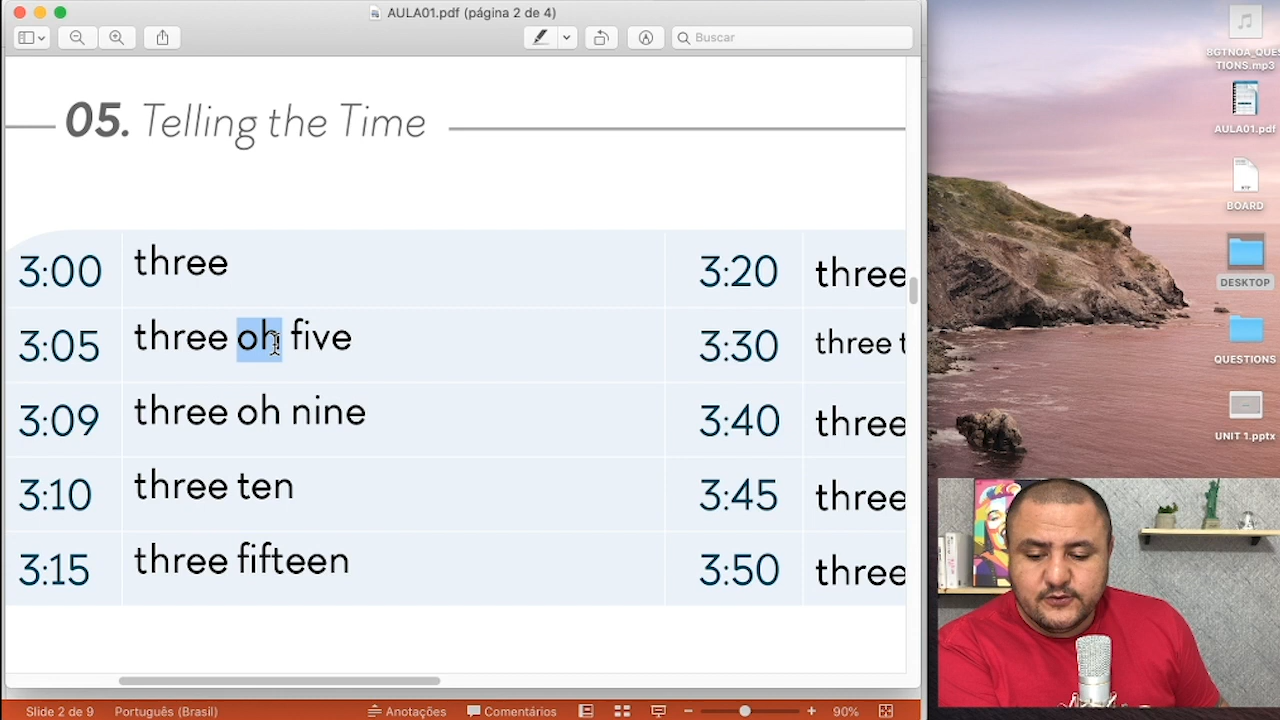 AULA01.pdf (página 2 de 4)
Buscar
05. Telling the Time
3:00 three
3:05 three oh five
3:09 three oh nine
3:10 three ten
3:15 three fifteen
3:20 three
3:30 three t
3:40 three
3:45 three
3:50 three
Slide 2 de 9 Português (Brasil) Anotações Comentários 90%
BGTNOA_QUES
TIONS.mp3
AULA01.pdf
BOARD
DESKTOP
QUESTIONS
UNIT 1.pptx